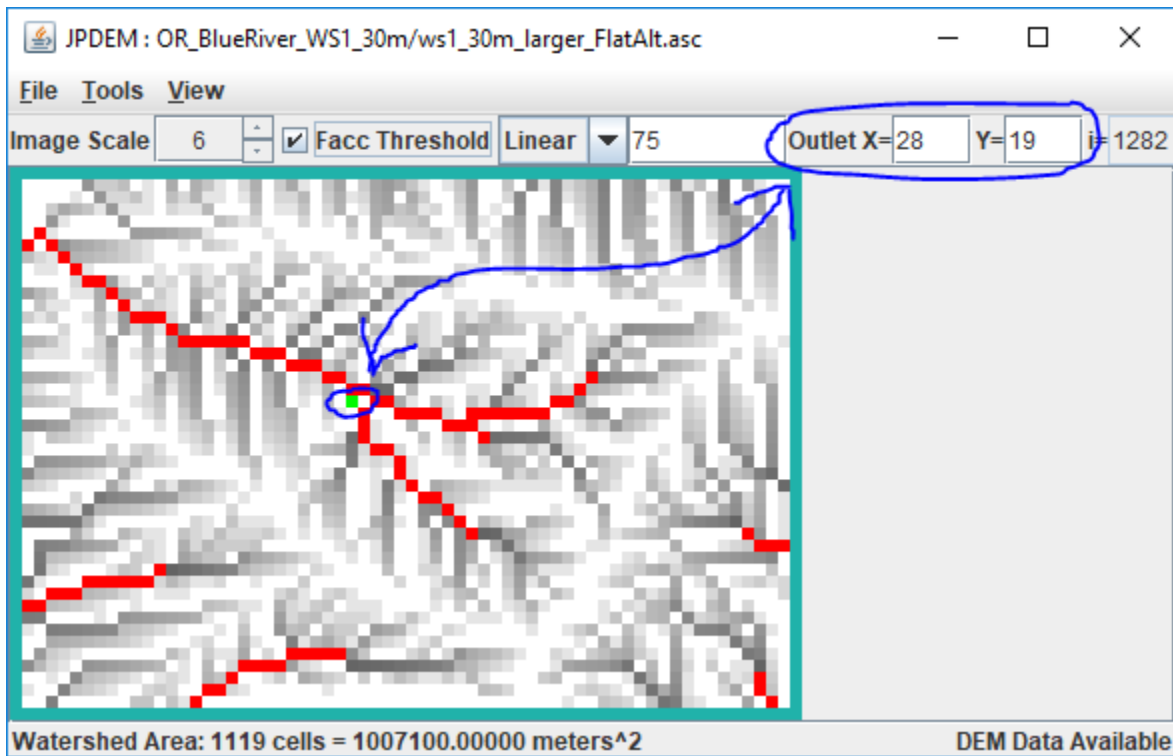 JPDEM : OR_BlueRiver_WS1_30m/ws1_30m_larger_FlatAlt.asc
File Tools View
Image Scale 6 Facc Threshold Linear 75 Outlet X= 28 Y= 19 i= 1282
Watershed Area: 1119 cells = 1007100.00000 meters^2 DEM Data Available